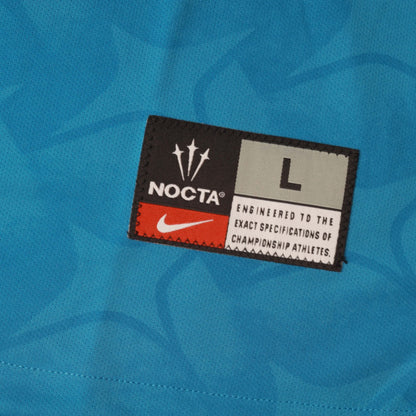 NOCTA®
L
ENGINEERED TO THE
EXACT SPECIFICATIONS OF
CHAMPIONSHIP ATHLETES.